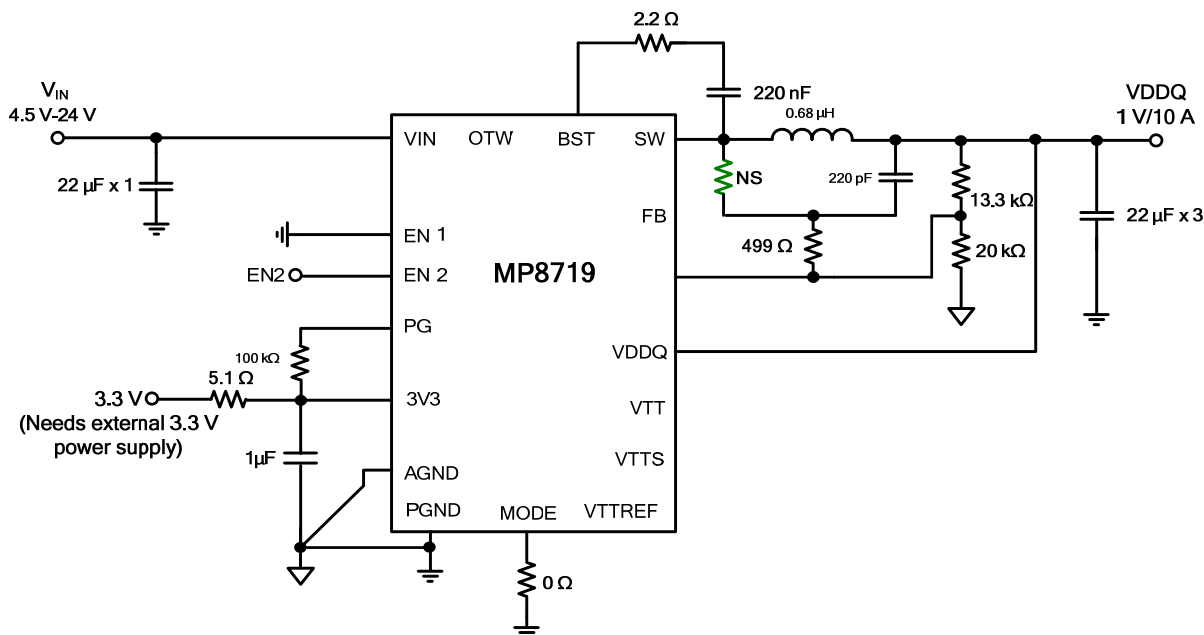 2.2 Ω
VIN
4.5 V-24 V
220 nF
0.68 µH
VDDQ
1 V/10 A
VIN
OTW
BST
SW
22 µF x 1
NS
220 pF
13.3 kΩ
22 µF x 3
FB
499 Ω
20 kΩ
EN 1
EN2
EN 2
MP8719
PG
100 kΩ
5.1 Ω
VDDQ
3.3 V
(Needs external 3.3 V
power supply)
3V3
VTT
1µF
VTTS
AGND
PGND
MODE
VTTREF
0 Ω